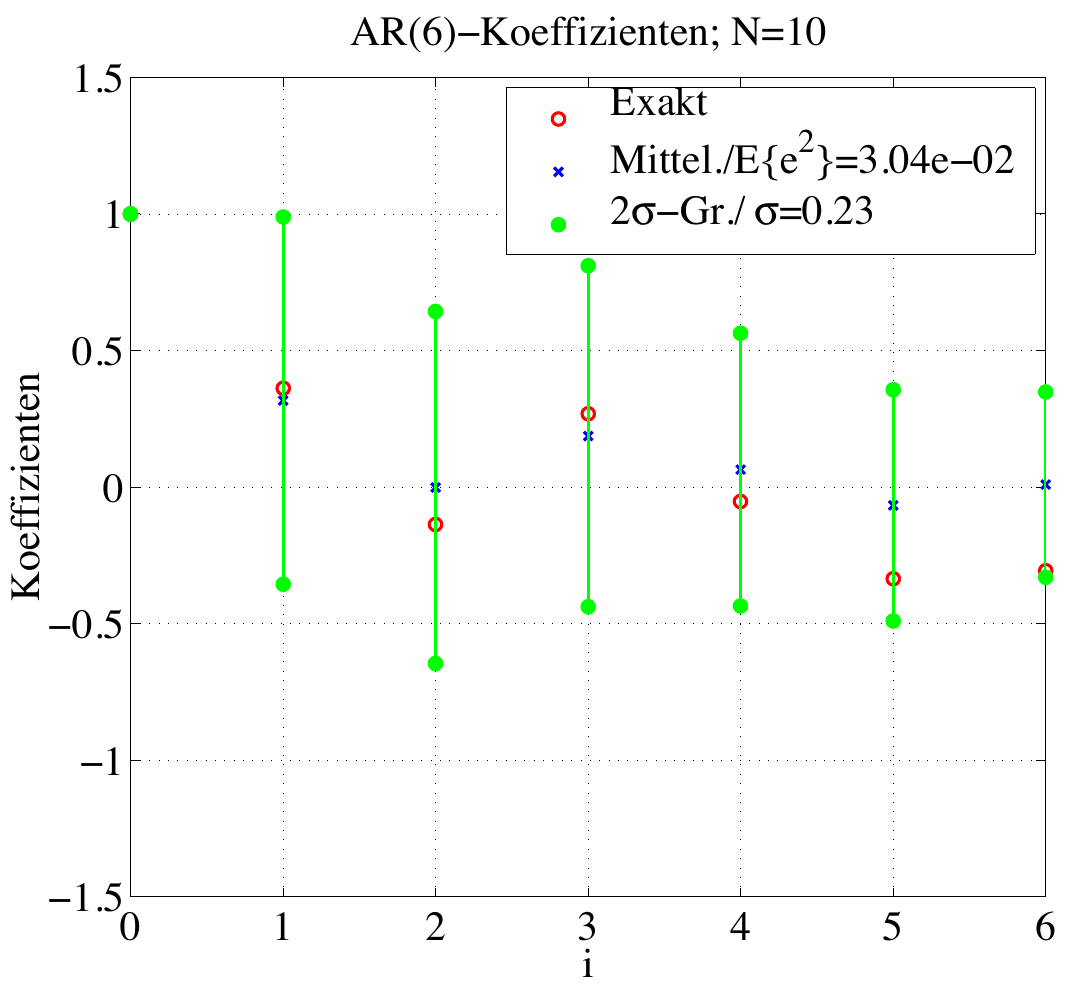 AR(6)−Koeffizienten; N=10
1.5
1
0.5
0
−0.5
−1
−1.5
Koeffizienten
Exakt
Mittel./E{e²}=3.04e−02
2σ−Gr./ σ=0.23
0 1 2 3 4 5 6
i